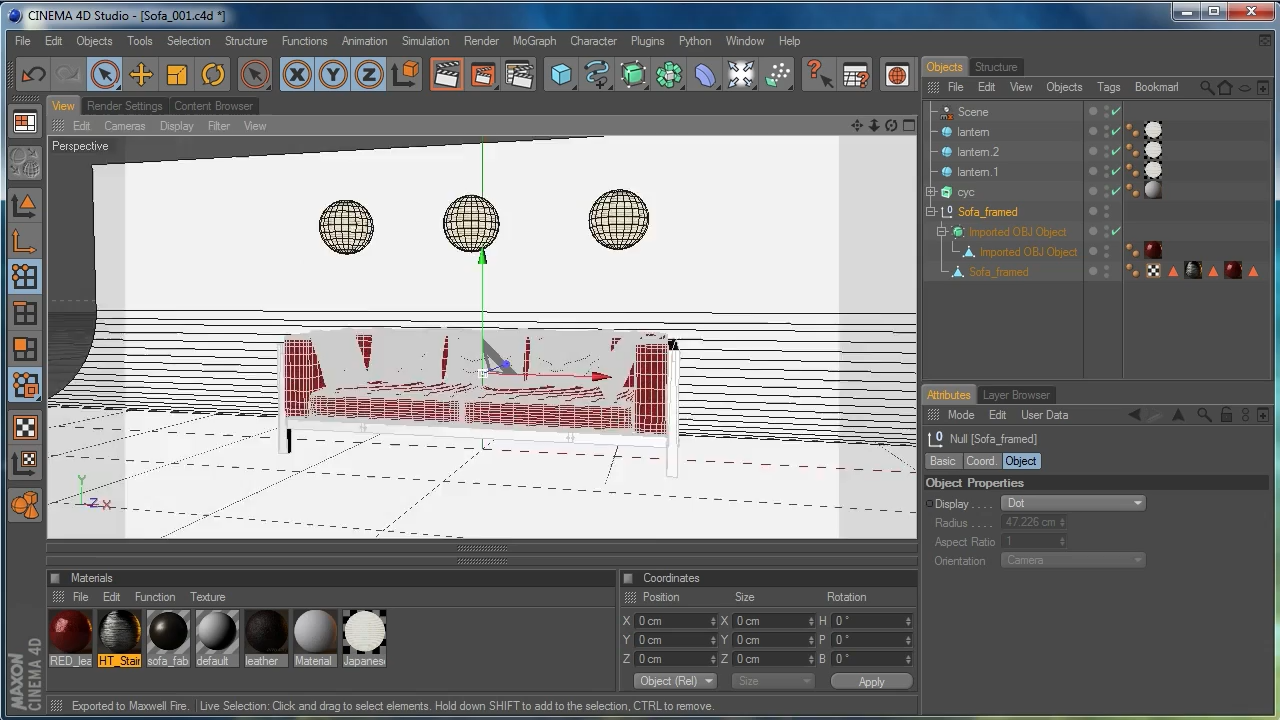 CINEMA 4D Studio - [Sofa_001.c4d *]
File Edit Objects Tools Selection Structure Functions Animation Simulation Render MoGraph Character Plugins Python Window Help
X Y Z
View Render Settings Content Browser
Edit Cameras Display Filter View
Perspective
Y
Z X
Objects Structure
File Edit View Objects Tags Bookmarl
Scene
lantern
lantern.2
lantern.1
cyc
Sofa_framed
Imported OBJ Object
Imported OBJ Object
Sofa_framed
Attributes Layer Browser
Mode Edit User Data
Null [Sofa_framed]
Basic Coord. Object
Object Properties
Display . . . . Dot
Radius . . . . 47.226 cm
Aspect Ratio 1
Orientation Camera
Materials
File Edit Function Texture
RED_lea HT_Stair sofa_fab default leather Material Japanes
Coordinates
Position Size Rotation
X 0 cm X 0 cm H 0 °
Y 0 cm Y 0 cm P 0 °
Z 0 cm Z 0 cm B 0 °
Object (Rel) Size Apply
MAXON
CINEMA 4D
Exported to Maxwell Fire. Live Selection: Click and drag to select elements. Hold down SHIFT to add to the selection, CTRL to remove.